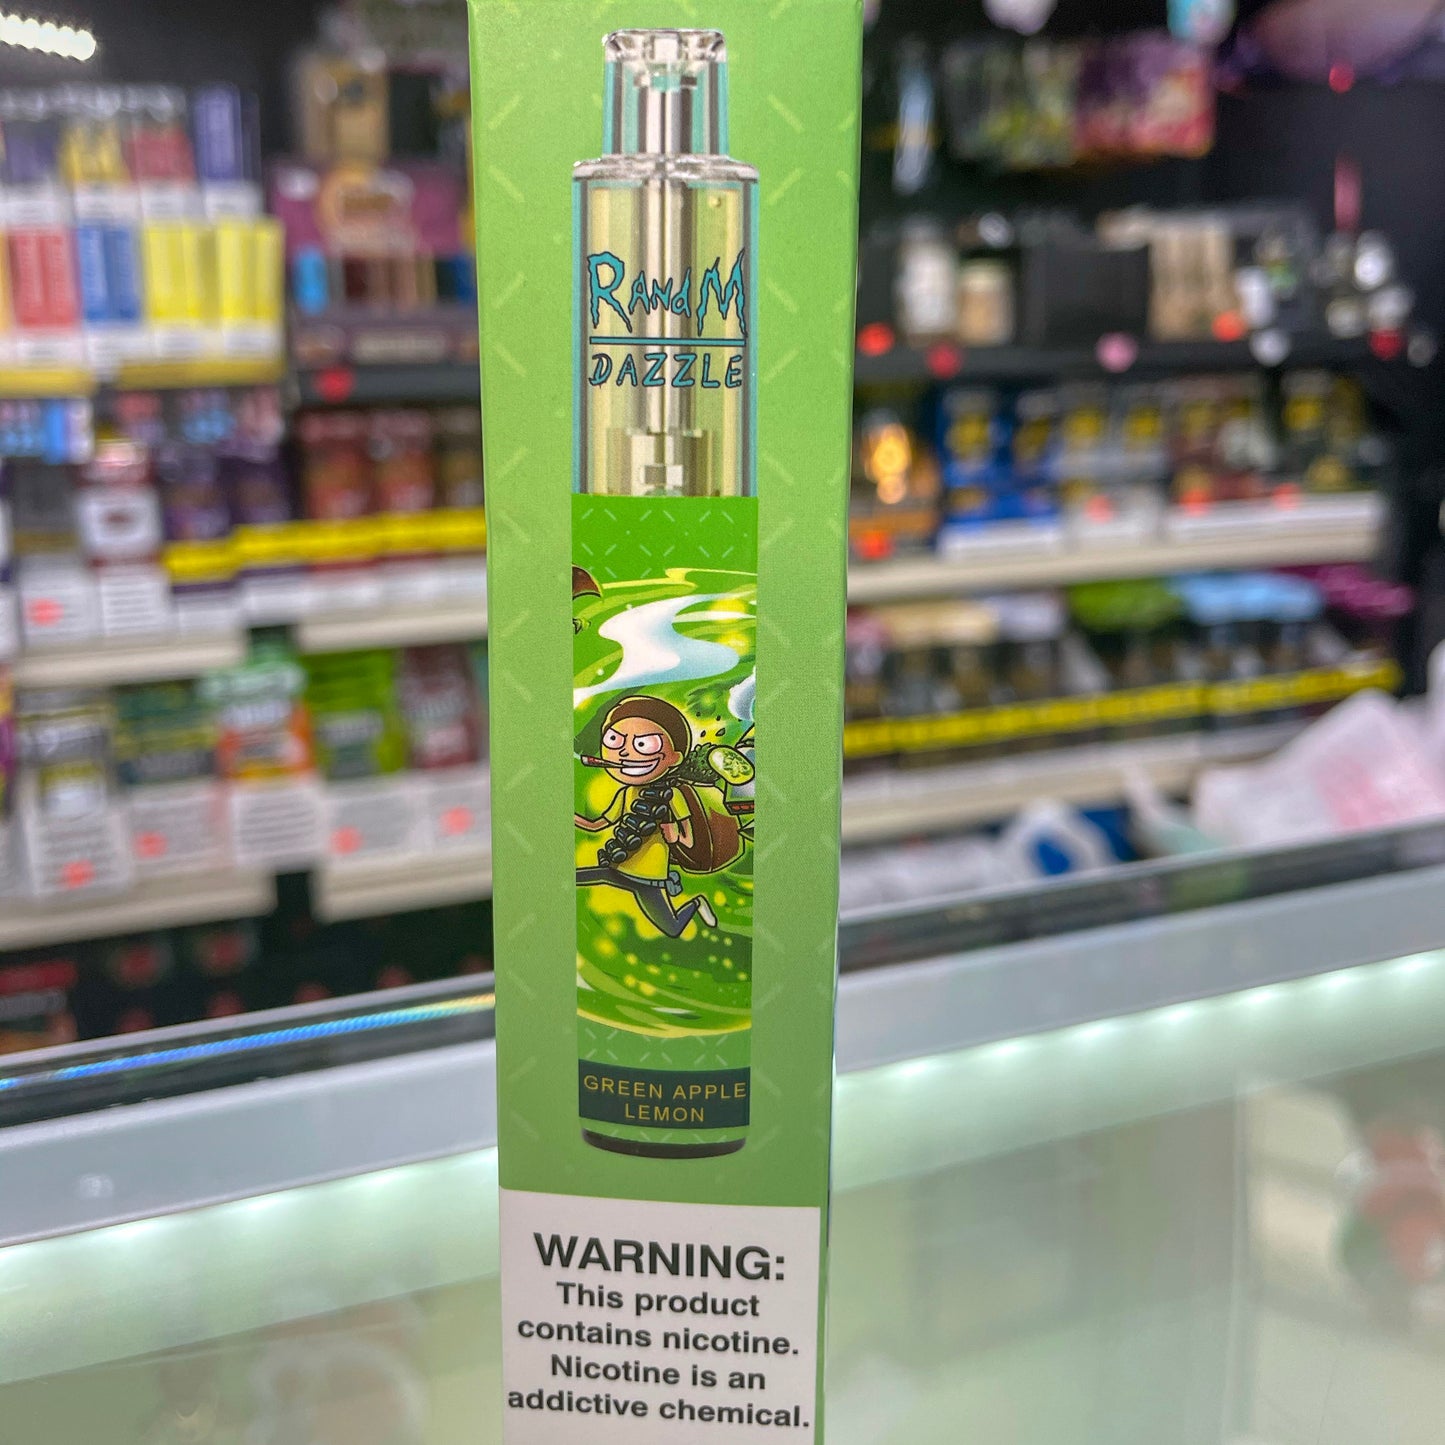 RandM
DAZZLE
GREEN APPLE
LEMON
WARNING:
This product
contains nicotine.
Nicotine is an
addictive chemical.